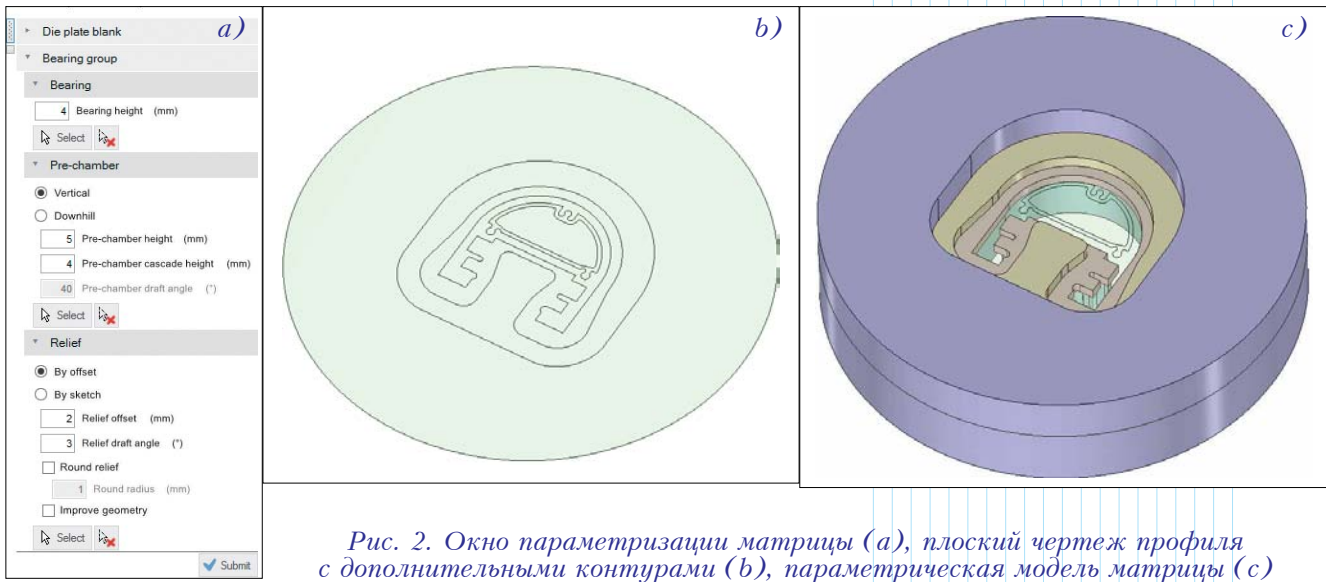 a)
Die plate blank
Bearing group
Bearing
4 Bearing height (mm)
Select
Pre-chamber
Vertical
Downhill
5 Pre-chamber height (mm)
4 Pre-chamber cascade height (mm)
40 Pre-chamber draft angle (°)
Select
Relief
By offset
By sketch
2 Relief offset (mm)
3 Relief draft angle (°)
Round relief
1 Round radius (mm)
Improve geometry
Select
Submit
b)
c)
Рис. 2. Окно параметризации матрицы (a), плоский чертеж профиля
с дополнительными контурами (b), параметрическая модель матрицы (c)